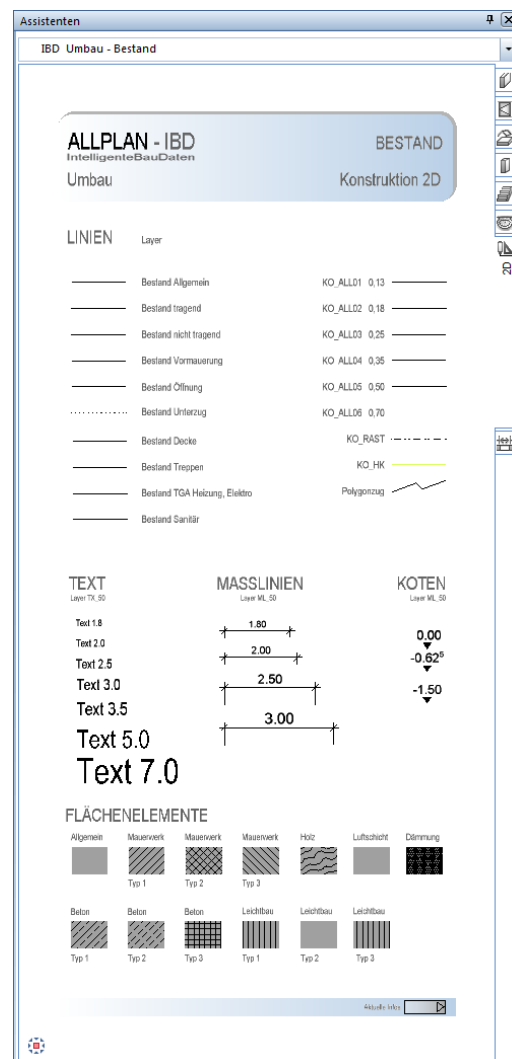 Assistenten
IBD Umbau - Bestand
ALLPLAN - IBD
IntelligenteBauDaten
BESTAND
Umbau
Konstruktion 2D
LINIEN Layer
Bestand Allgemein KO_ALL01 0,13
Bestand tragend KO_ALL02 0,18
Bestand nicht tragend KO_ALL03 0,25
Bestand Vormauerung KO_ALL04 0,35
Bestand Öffnung KO_ALL05 0,50
Bestand Unterzug KO_ALL06 0,70
Bestand Decke KO_RAST
Bestand Treppen KO_HK
Bestand TGA Heizung, Elektro Polygonzug
Bestand Sanitär
2D
TEXT MASSLINIEN KOTEN
Layer TX_50 Layer ML_50 Layer ML_50
Text 1.8 1.80 0.00
Text 2.0 2.00 -0.62⁵
Text 2.5
Text 3.0 2.50 -1.50
Text 3.5
Text 5.0 3.00
Text 7.0
FLÄCHENELEMENTE
Allgemein Mauerwerk Mauerwerk Mauerwerk Holz Luftschicht Dämmung
Typ 1 Typ 2 Typ 3
Beton Beton Beton Leichtbau Leichtbau Leichtbau
Typ 1 Typ 2 Typ 3 Typ 1 Typ 2 Typ 3
Aktuelle Infos